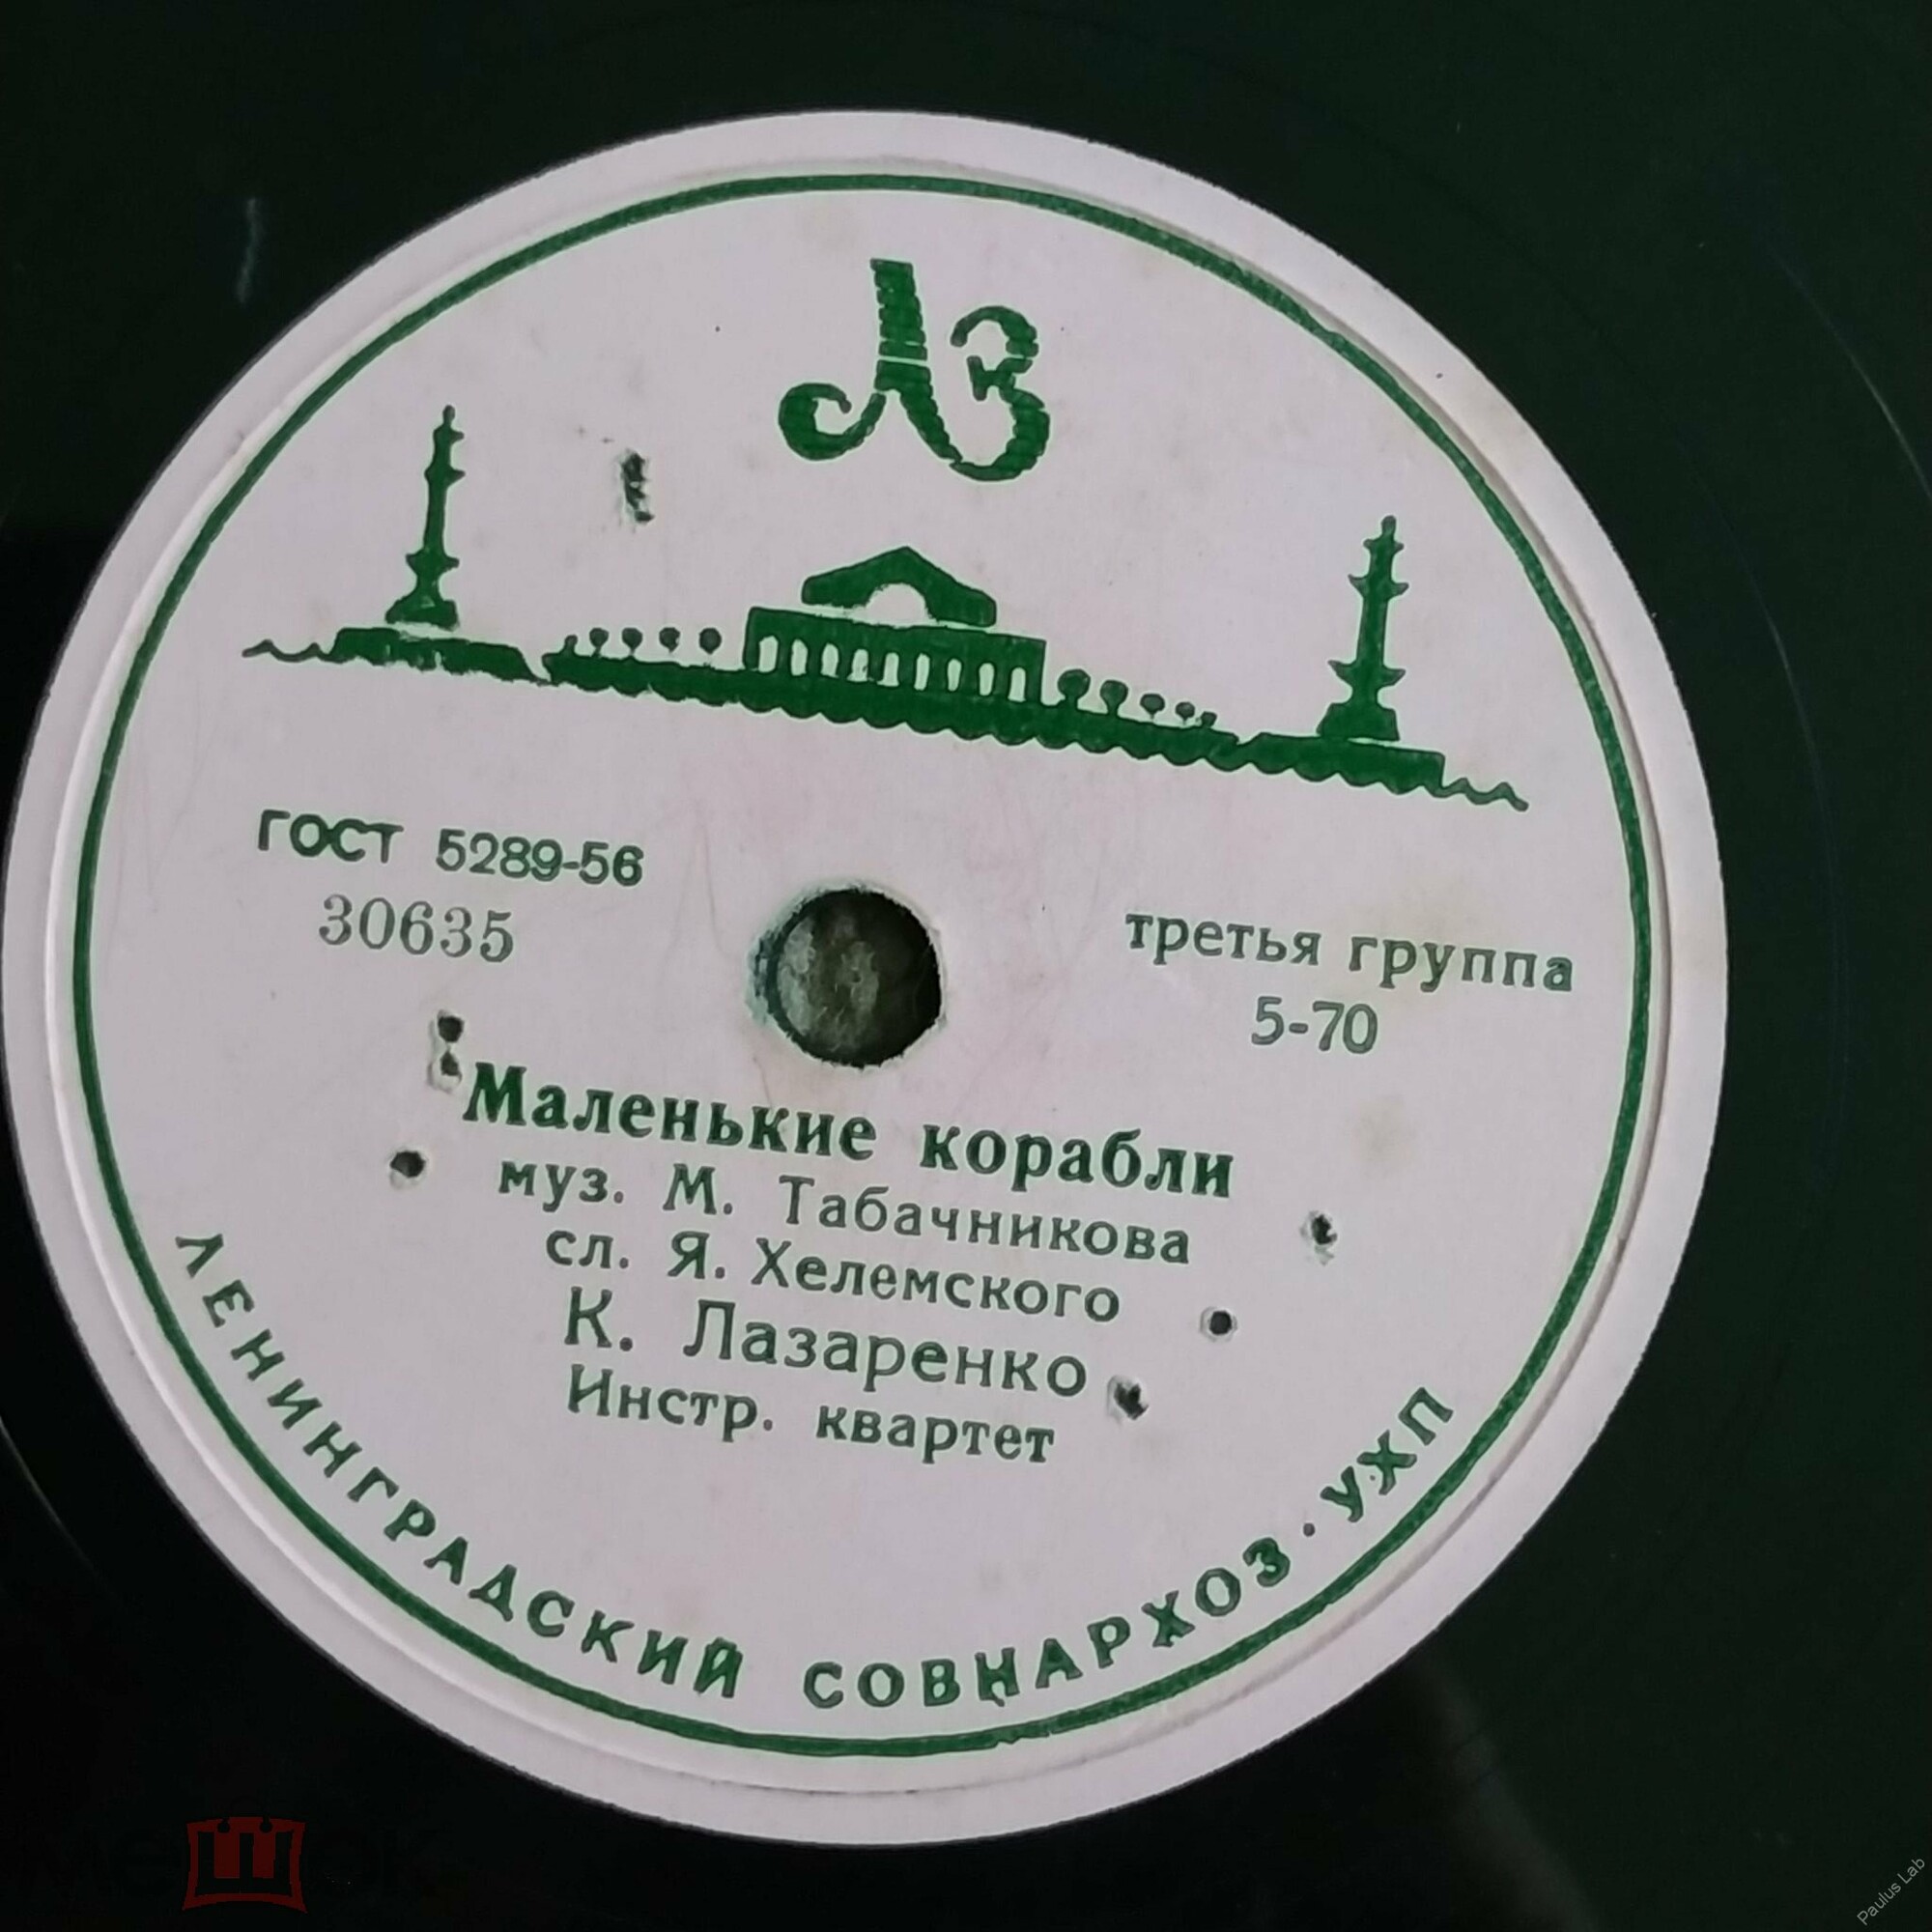 ЛЗ
ГОСТ 5289-56
30635
третья группа
5-70
Маленькие корабли
муз. М. Табачникова
сл. Я. Хелемского
К. Лазаренко
Инстр. квартет
ЛЕНИНГРАДСКИЙ СОВНАРХОЗ · УХП
мешок
Paulus Lab